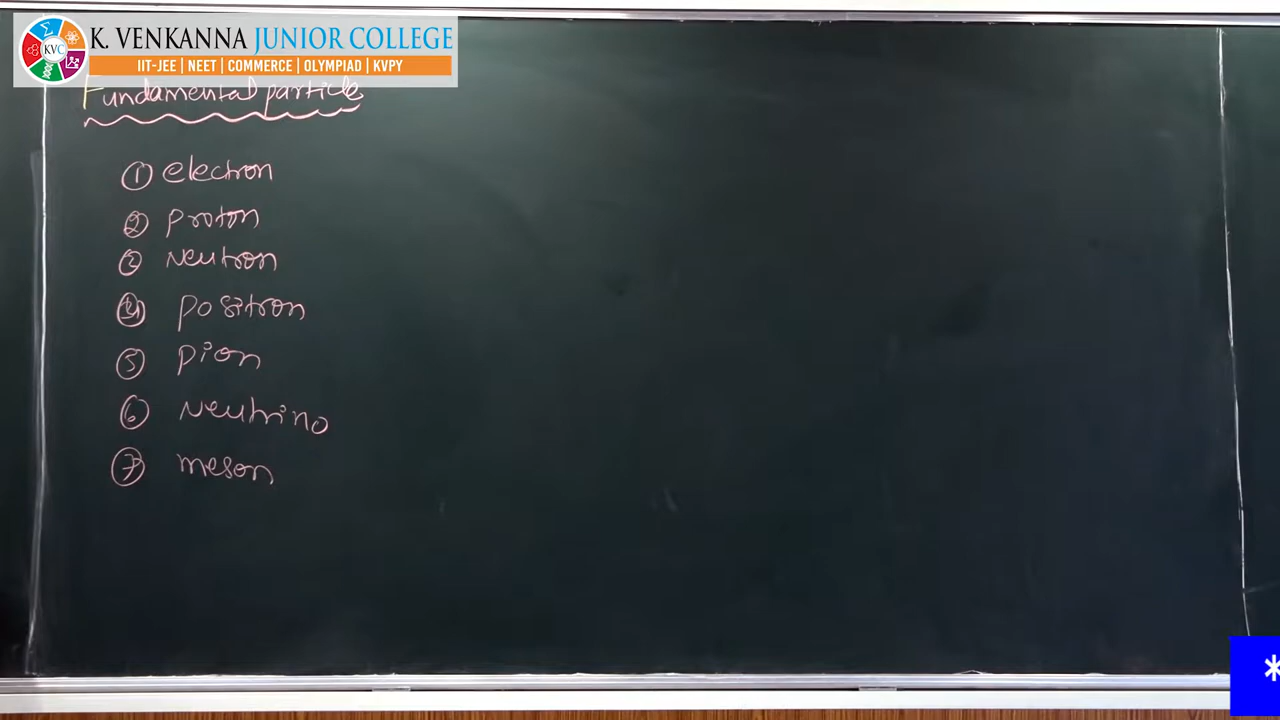 K. VENKANNA JUNIOR COLLEGE
KVC
IIT-JEE | NEET | COMMERCE | OLYMPIAD | KVPY
Fundamental particle
① electron
② proton
③ Neutron
④ positron
⑤ pion
⑥ Neutrino
⑦ meson
*